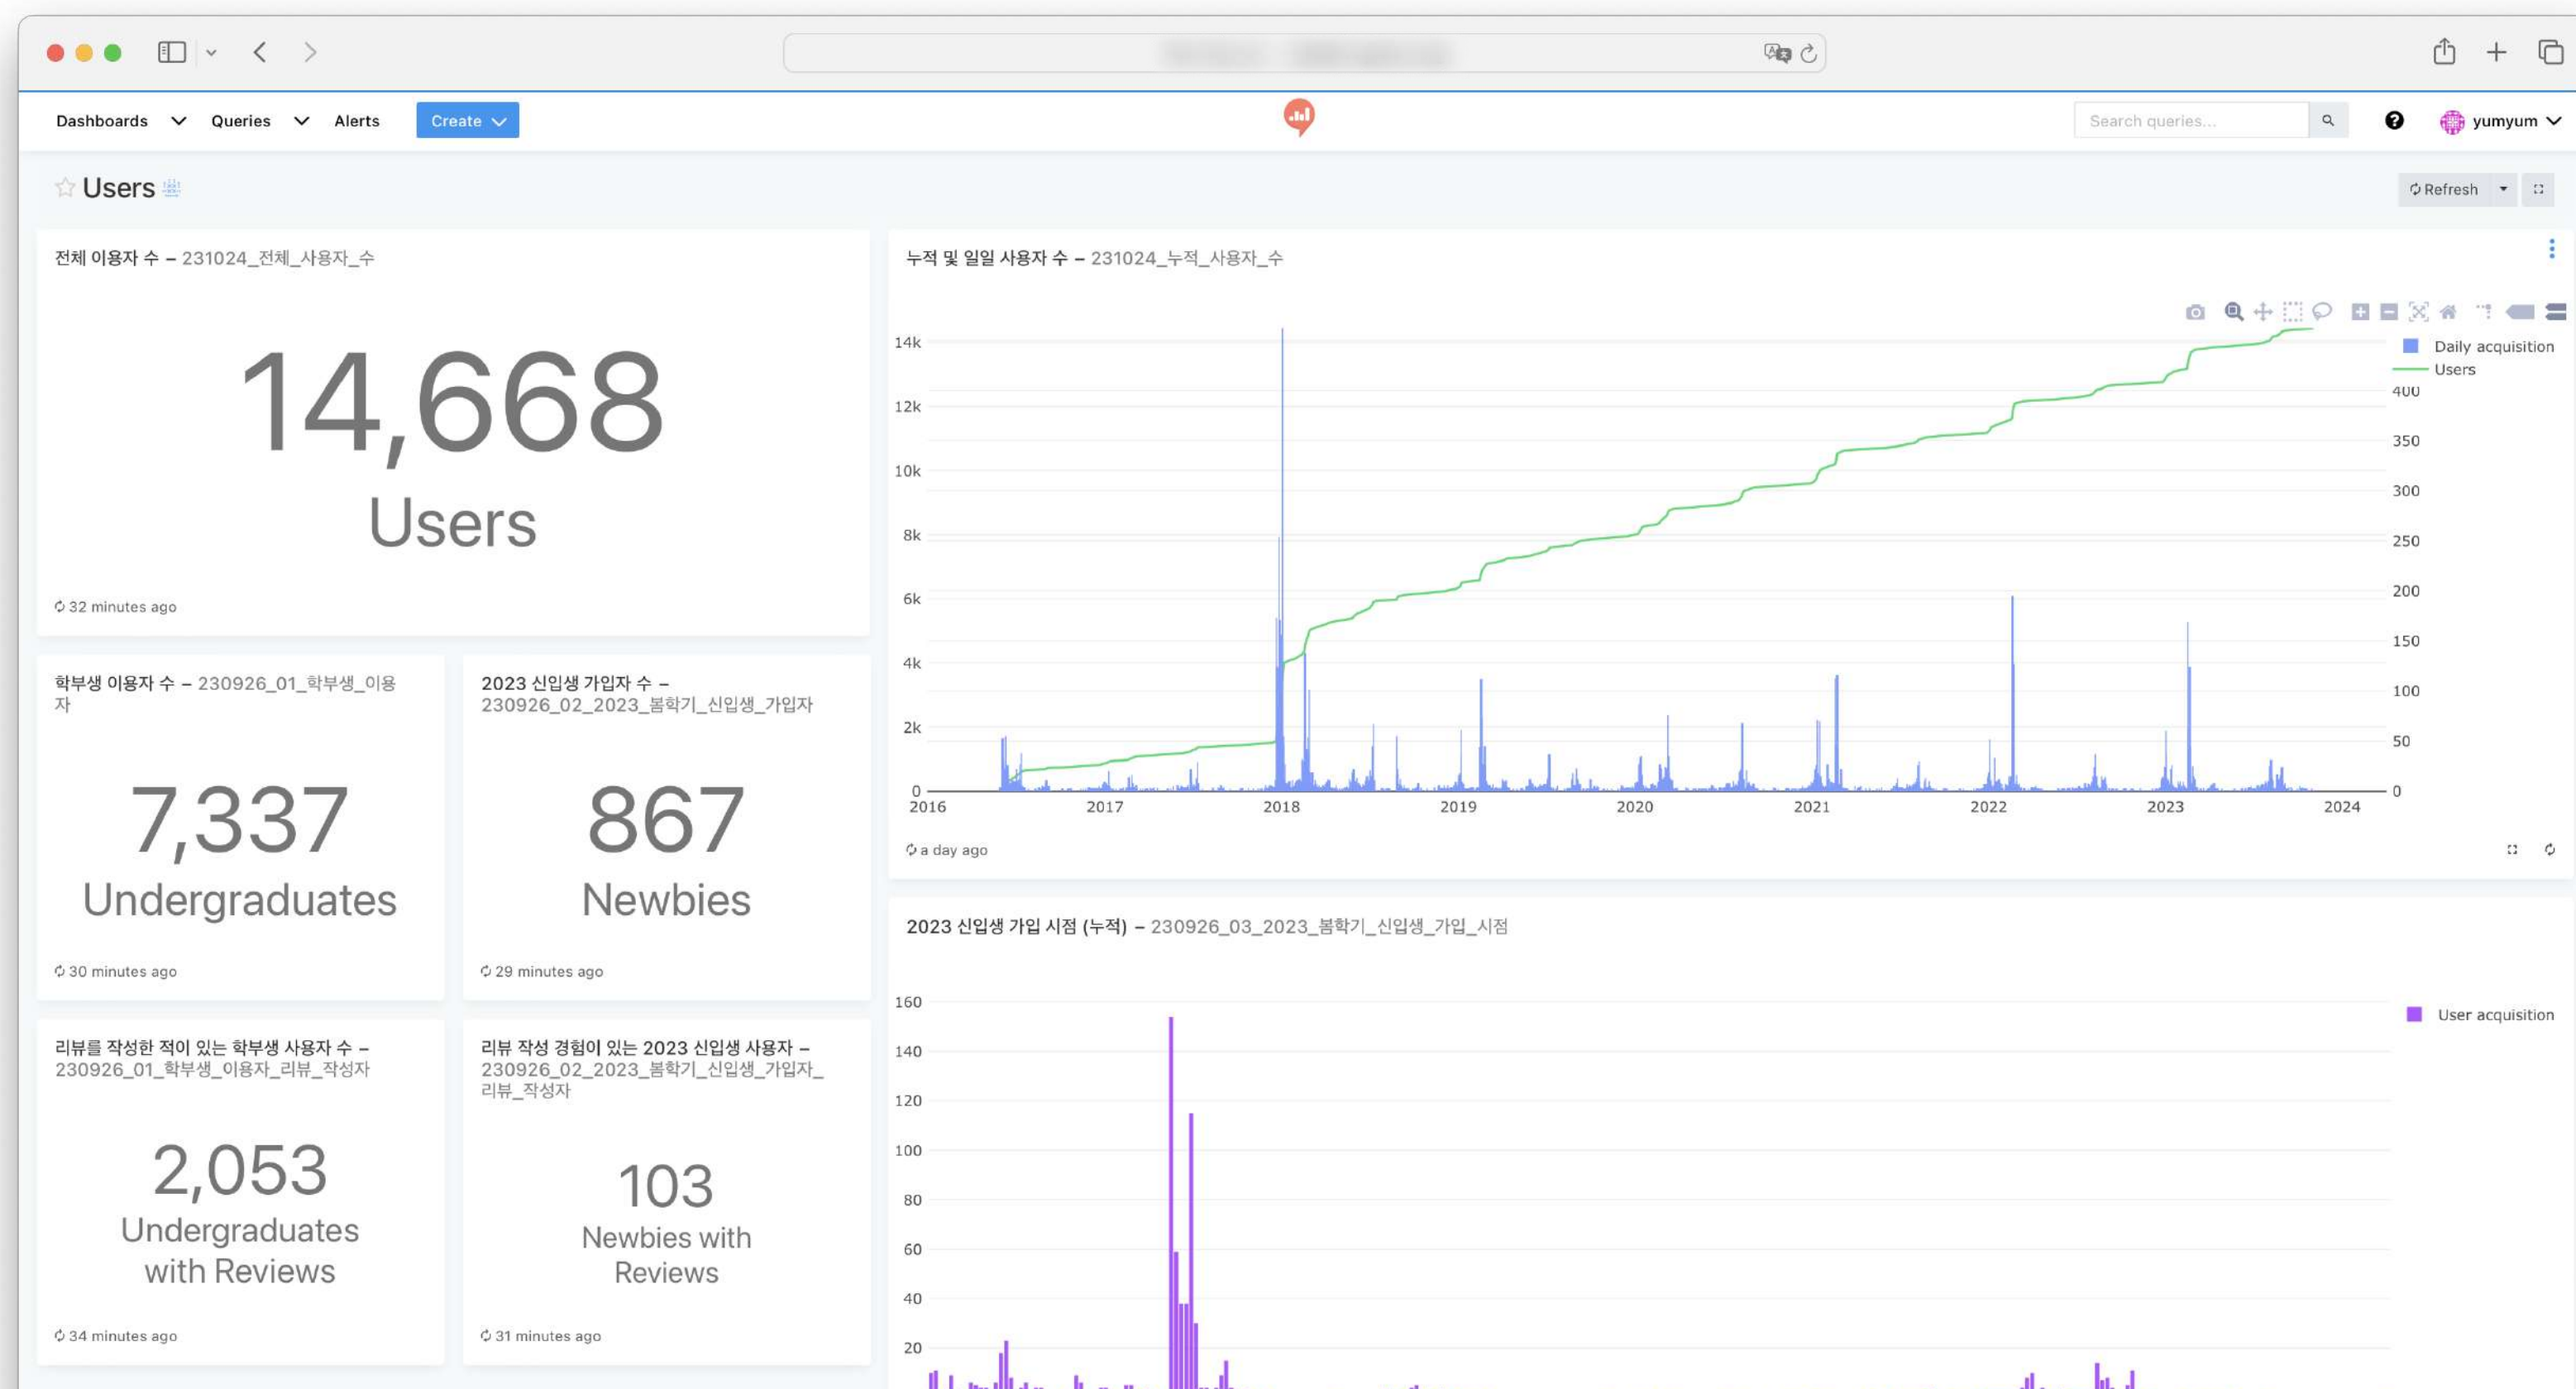 Dashboards Queries Alerts Create Search queries... yumyum
Users
Refresh
전체 이용자 수 – 231024_전체_사용자_수
14,668
Users
32 minutes ago
학부생 이용자 수 – 230926_01_학부생_이용
자
7,337
Undergraduates
30 minutes ago
2023 신입생 가입자 수 –
230926_02_2023_봄학기_신입생_가입자
867
Newbies
29 minutes ago
리뷰를 작성한 적이 있는 학부생 사용자 수 –
230926_01_학부생_이용자_리뷰_작성자
2,053
Undergraduates
with Reviews
34 minutes ago
리뷰 작성 경험이 있는 2023 신입생 사용자 –
230926_02_2023_봄학기_신입생_가입자_
리뷰_작성자
103
Newbies with
Reviews
31 minutes ago
누적 및 일일 사용자 수 – 231024_누적_사용자_수
14k
12k
10k
8k
6k
4k
2k
0
Daily acquisition
Users
400
350
300
250
200
150
100
50
0
2016 2017 2018 2019 2020 2021 2022 2023 2024
a day ago
2023 신입생 가입 시점 (누적) – 230926_03_2023_봄학기_신입생_가입_시점
160
140
120
100
80
60
40
20
User acquisition